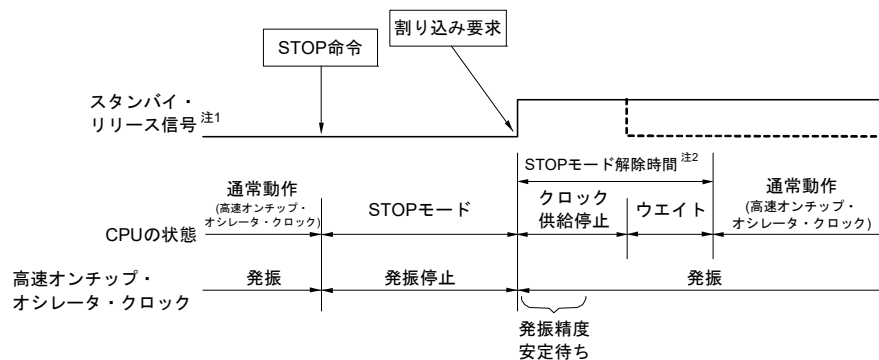 STOP命令
割り込み要求
スタンバイ・
リリース信号 注1
STOPモード解除時間 注2
通常動作
(高速オンチップ・
オシレータ・クロック)
STOPモード
クロック
供給停止
ウエイト
通常動作
(高速オンチップ・
オシレータ・クロック)
CPUの状態
高速オンチップ・
オシレータ・クロック
発振
発振停止
発振
発振精度
安定待ち